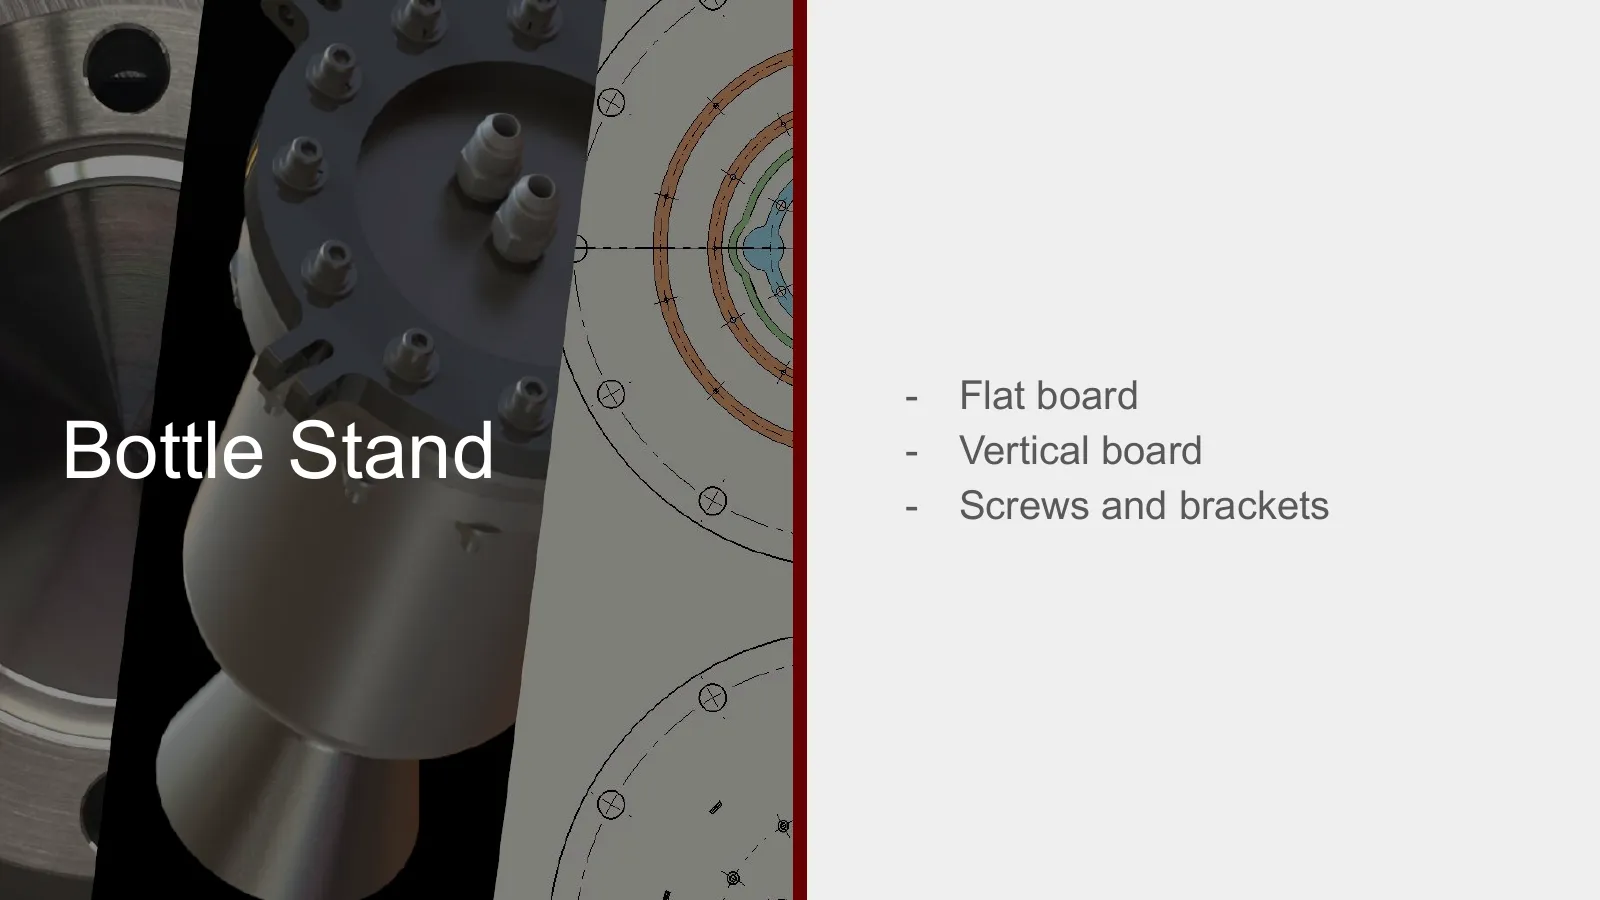 Bottle Stand
- Flat board
- Vertical board
- Screws and brackets